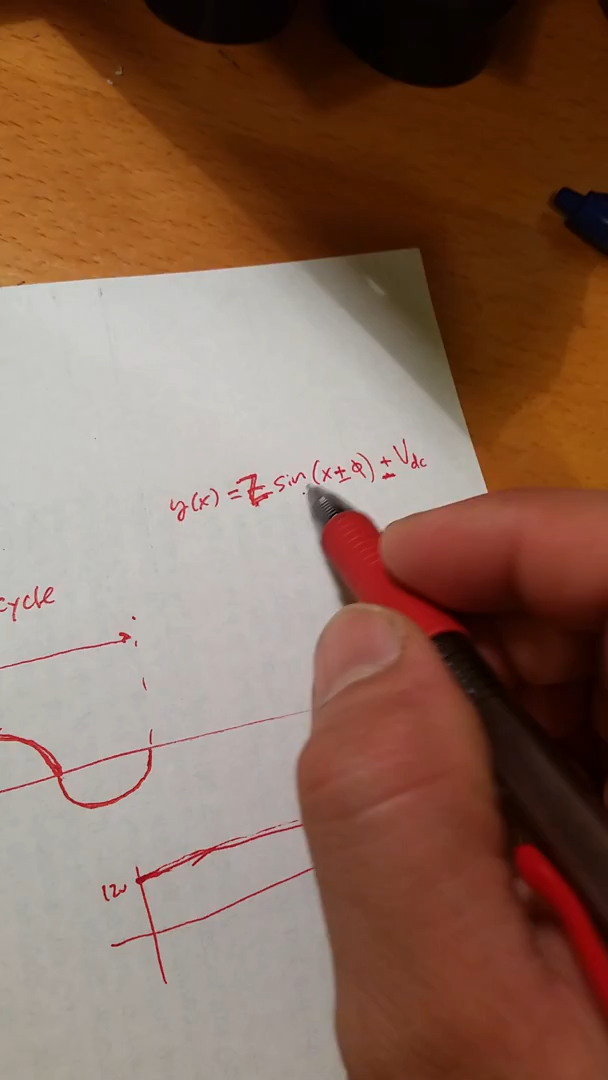 y(x) = Z sin(x ± Φ) ± Vdc
cycle
12v